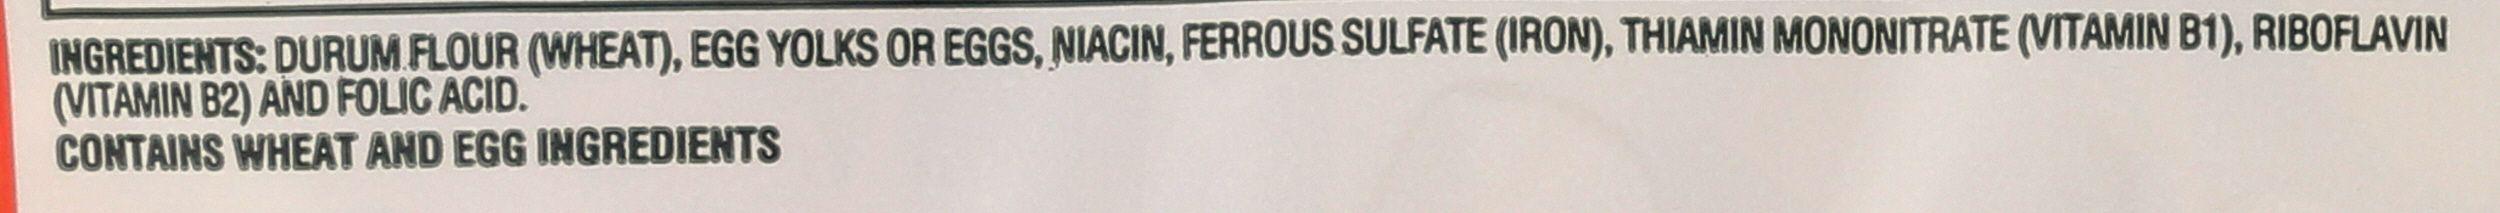 INGREDIENTS: DURUM FLOUR (WHEAT), EGG YOLKS OR EGGS, NIACIN, FERROUS SULFATE (IRON), THIAMIN MONONITRATE (VITAMIN B1), RIBOFLAVIN
(VITAMIN B2) AND FOLIC ACID.
CONTAINS WHEAT AND EGG INGREDIENTS